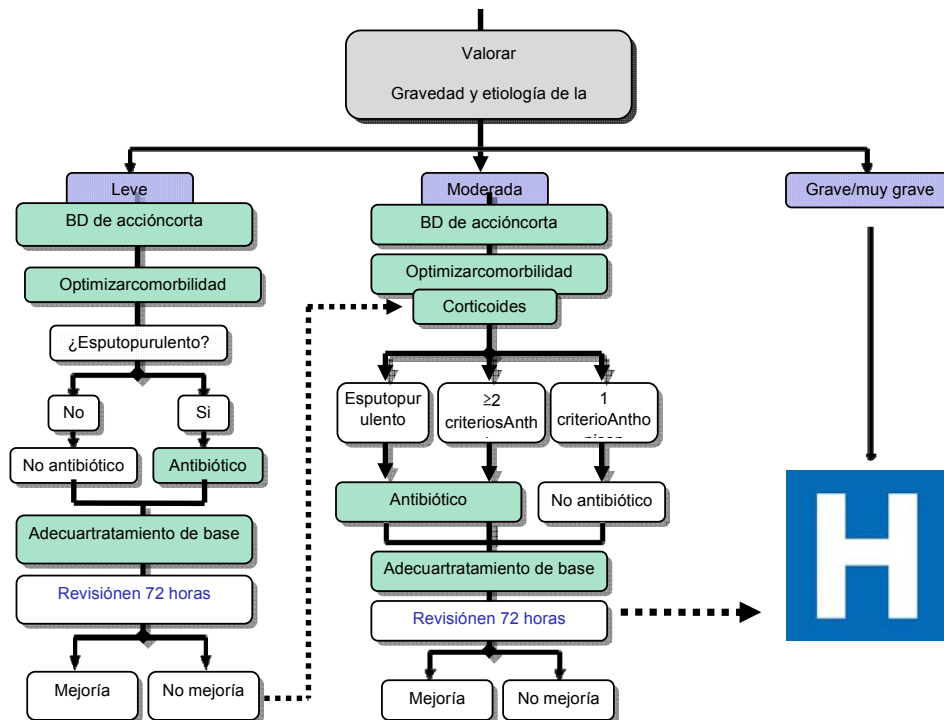 Valorar
Gravedad y etiología de la
Leve
BD de accióncorta
Optimizarcomorbilidad
¿Esputopurulento?
No
Si
No antibiótico
Antibiótico
Adecuartratamiento de base
Revisiónen 72 horas
Mejoría
No mejoría
Moderada
BD de accióncorta
Optimizarcomorbilidad
Corticoides
Esputopur
ulento
≥2
criteriosAnth
1
criterioAntho
Antibiótico
No antibiótico
Adecuartratamiento de base
Revisiónen 72 horas
Mejoría
No mejoría
Grave/muy grave
H